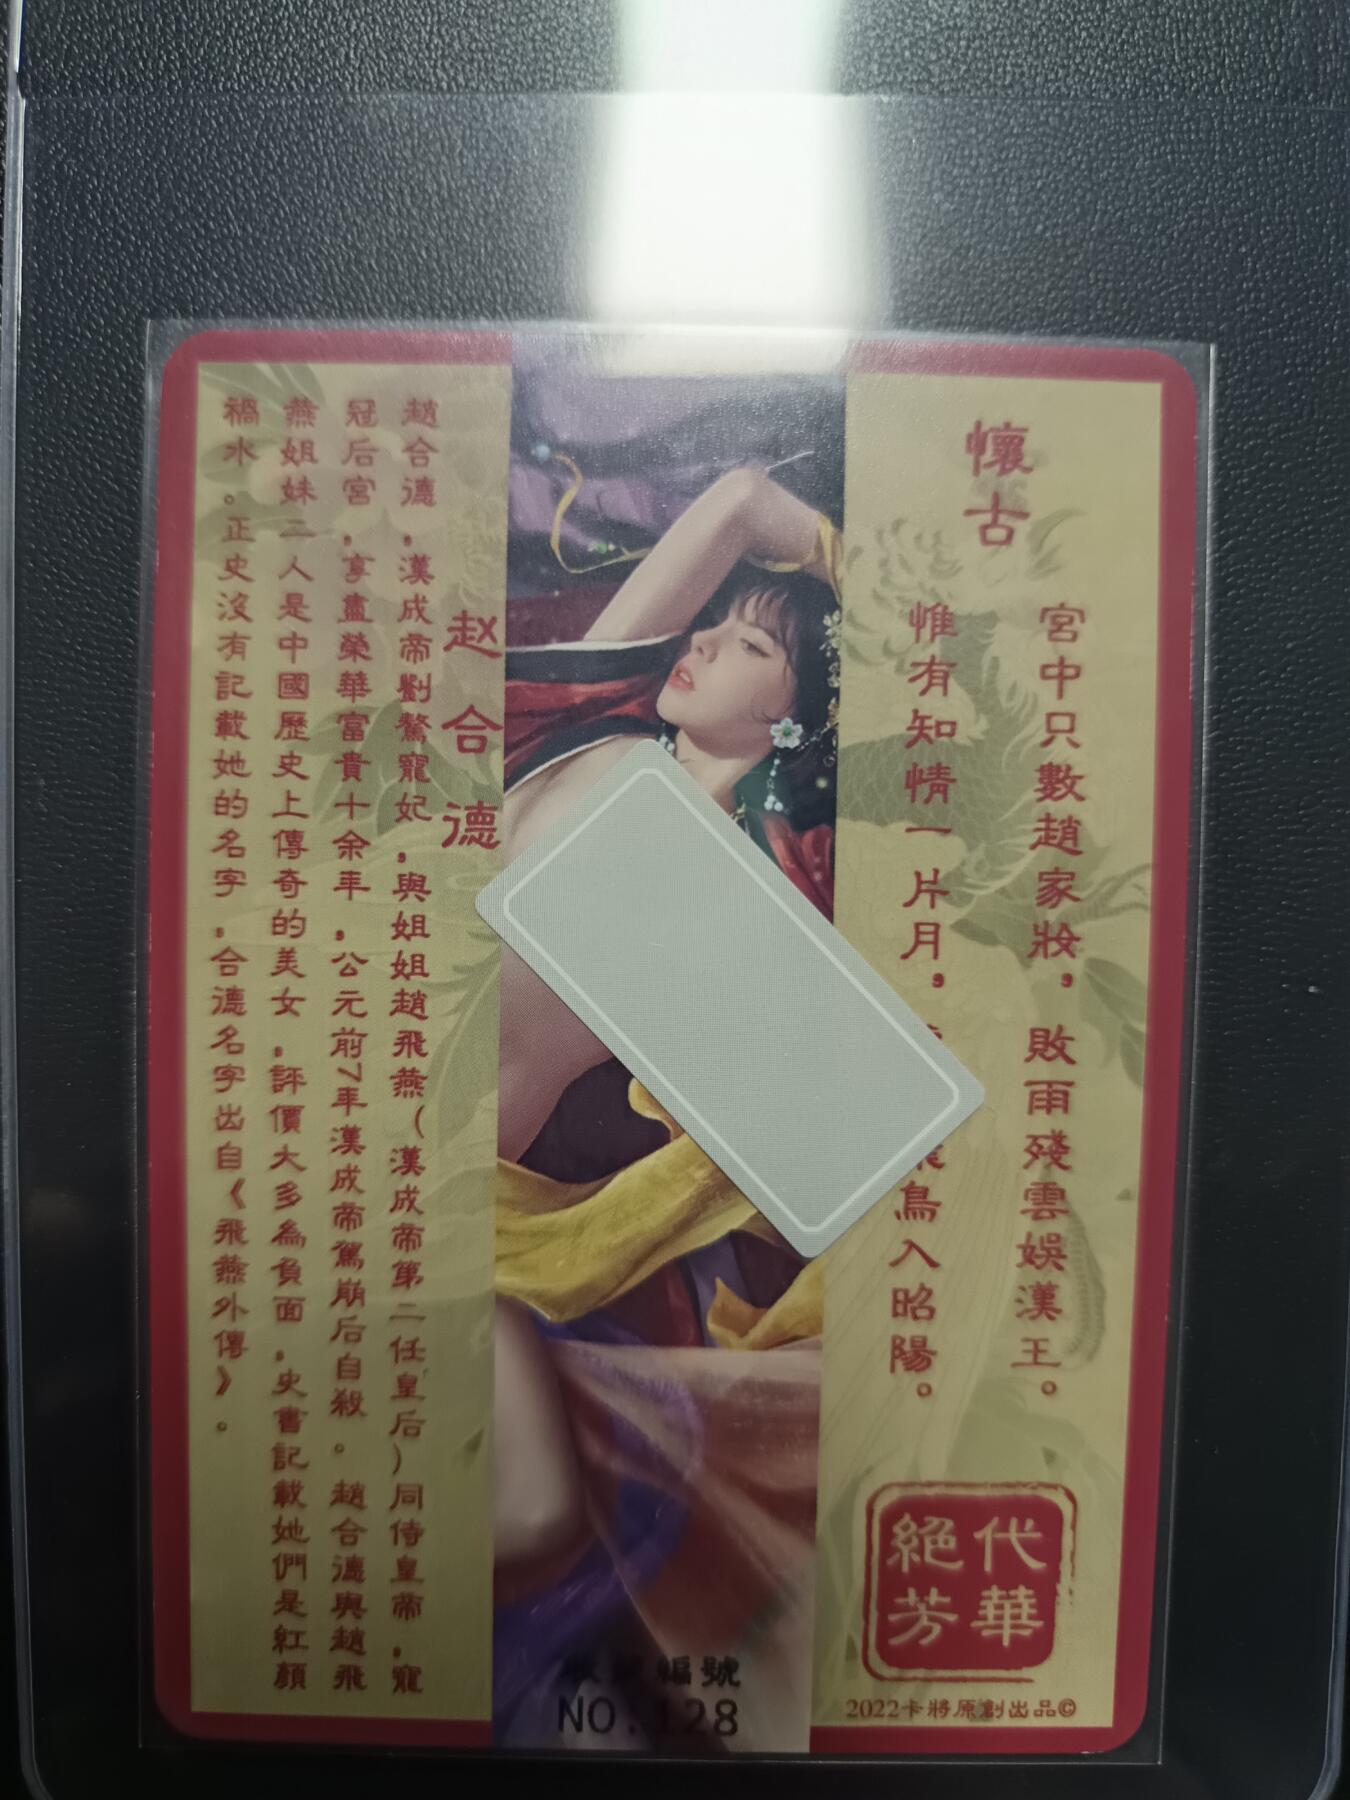 懷古
宮中只數趙家妝，敗雨殘雲娛漢王。
惟有知情一片月，鳥入昭陽。
赵合德
趙合德，漢成帝劉驁寵妃，與姐姐趙飛燕（漢成帝第二任皇后）同侍皇帝，寵
冠后宮，享盡榮華富貴十余年，公元前7年漢成帝駕崩后自殺。趙合德與趙飛
燕姐妹二人是中國歷史上傳奇的美女，評價大多為負面，史書記載她們是紅顏
禍水。正史沒有記載她的名字，合德名字出自《飛燕外傳》。
絕代
芳華
編號
NO:128
2022卡將原創出品©